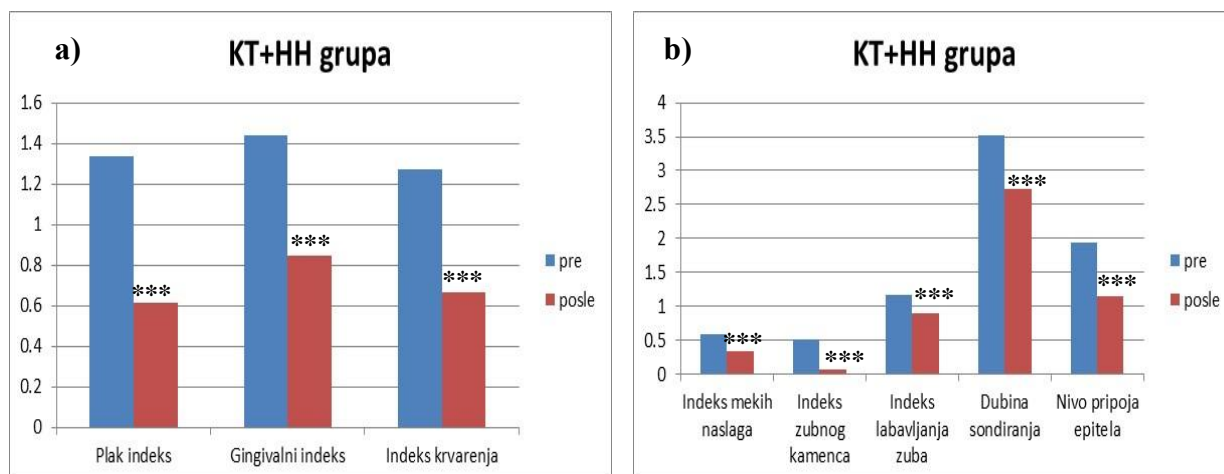 a)
KT+HH grupa
1.6
1.4
1.2
1
0.8
0.6
0.4
0.2
0
***
***
***
Plak indeks
Gingivalni indeks
Indeks krvarenja
pre
posle
b)
KT+HH grupa
4
3.5
3
2.5
2
1.5
1
0.5
0
***
***
***
***
***
Indeks mekih
naslaga
Indeks
zubnog
kamenca
Indeks
labavljanja
zuba
Dubina
sondiranja
Nivo pripoja
epitela
pre
posle